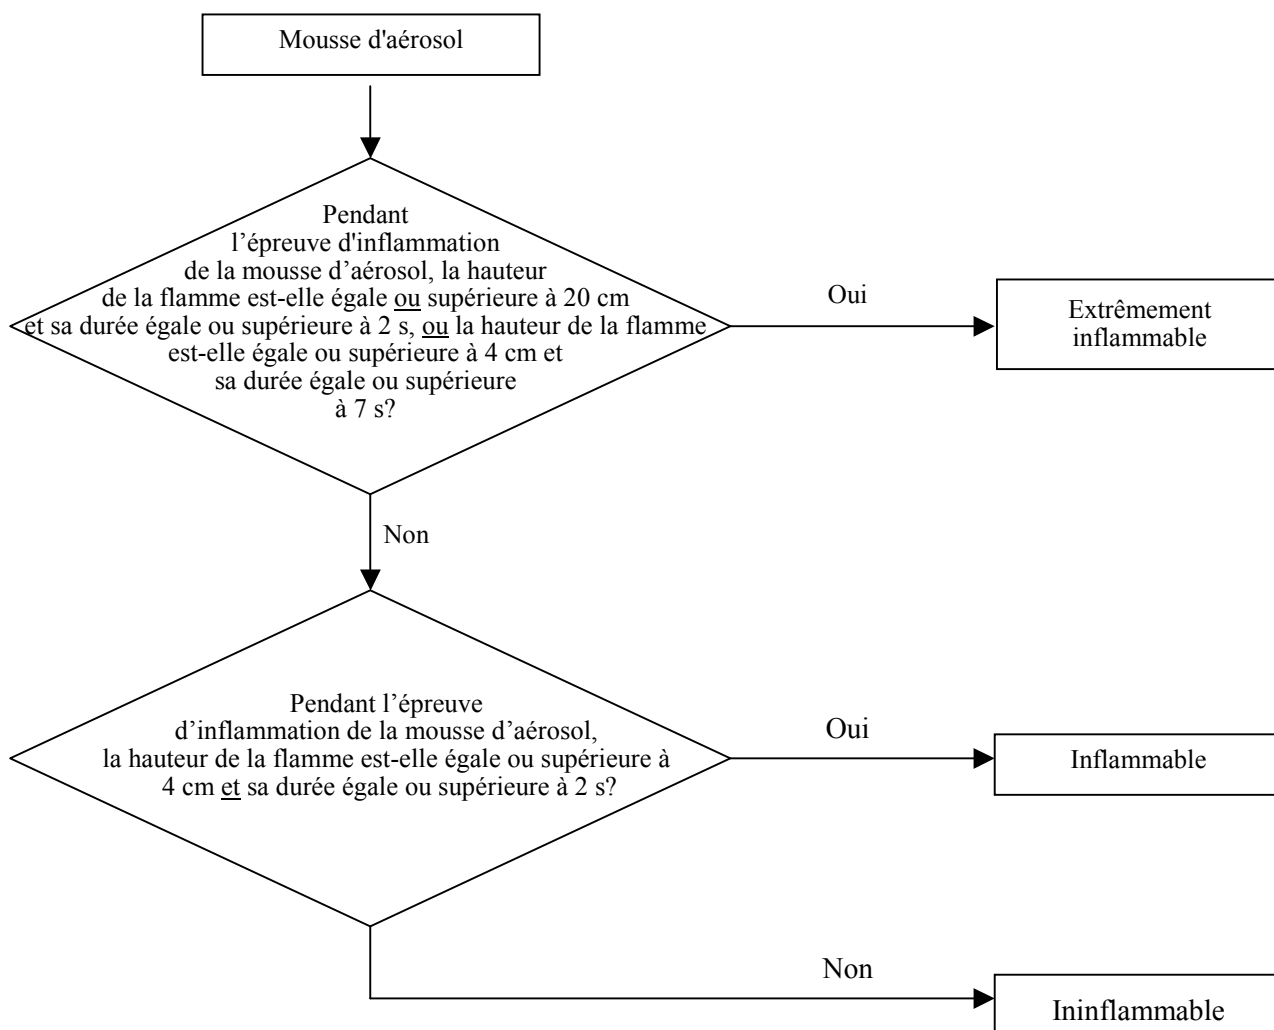 Mousse d'aérosol
Pendant
l’épreuve d'inflammation
de la mousse d’aérosol, la hauteur
de la flamme est-elle égale ou supérieure à 20 cm
et sa durée égale ou supérieure à 2 s, ou la hauteur de la flamme
est-elle égale ou supérieure à 4 cm et
sa durée égale ou supérieure
à 7 s?
Oui
Extrêmement
inflammable
Non
Pendant l’épreuve
d’inflammation de la mousse d’aérosol,
la hauteur de la flamme est-elle égale ou supérieure à
4 cm et sa durée égale ou supérieure à 2 s?
Oui
Inflammable
Non
Ininflammable